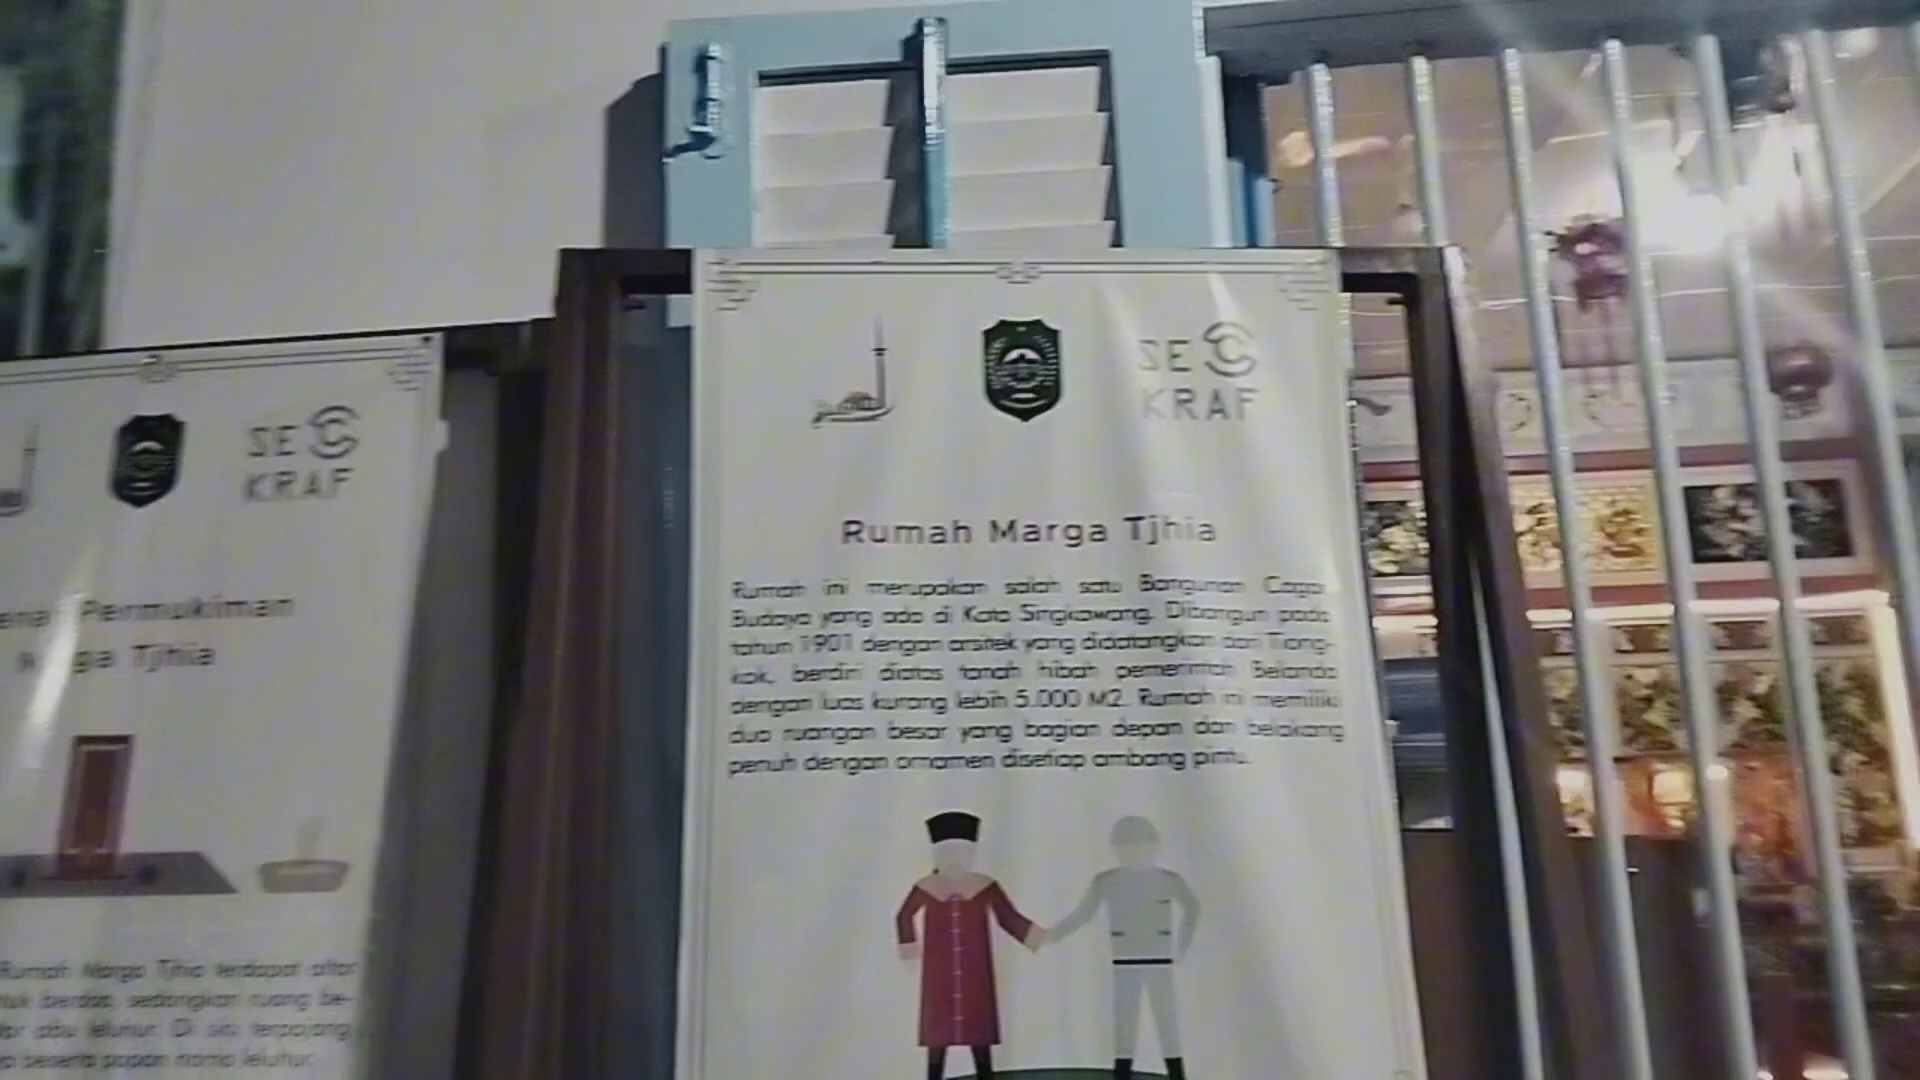 SE
KRAF
Permukiman
Marga Tjhia
Rumah Marga Tjhia terdapat altar
berdoa, sedangkan ruang be-
abu leluhur. Di sisi terpajang
beserta papan nama leluhur.
SE
KRAF
Rumah Marga Tjhia
Rumah ini merupakan salah satu Bangunan Cagar
Budaya yang ada di Kota Singkawang. Dibangun pada
tahun 1901 dengan arsitek yang didatangkan dari Tiong-
kok, berdiri diatas tanah hibah pemerintah Belanda
dengan luas kurang lebih 5.000 M2. Rumah ini memiliki
dua ruangan besar yang bagian depan dan belakang
penuh dengan ornamen disetiap ambang pintu.